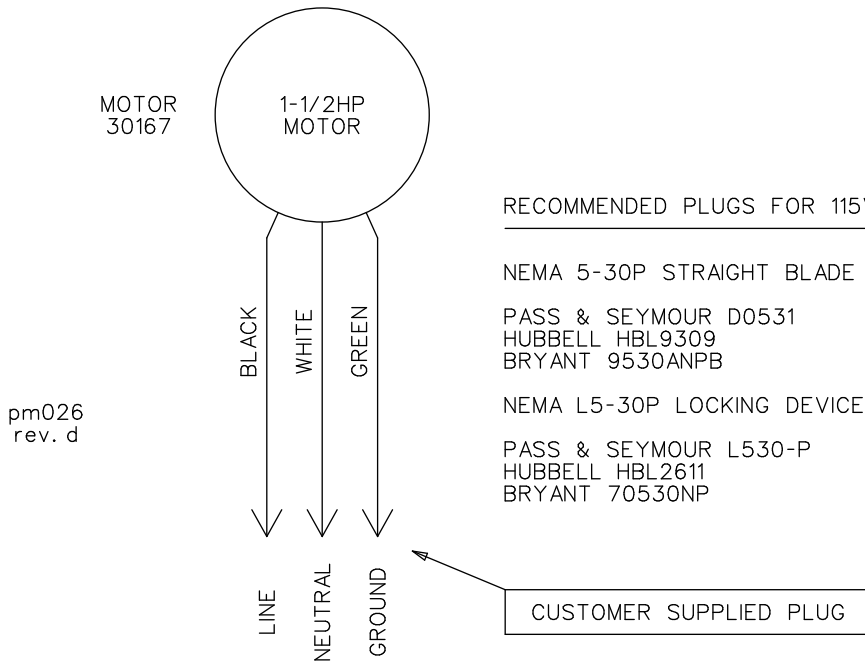 MOTOR
30167
1-1/2HP
MOTOR
BLACK
WHITE
GREEN
pm026
rev. d
LINE
NEUTRAL
GROUND
RECOMMENDED PLUGS FOR 115
NEMA 5-30P STRAIGHT BLADE
PASS & SEYMOUR D0531
HUBBELL HBL9309
BRYANT 9530ANPB
NEMA L5-30P LOCKING DEVICE
PASS & SEYMOUR L530-P
HUBBELL HBL2611
BRYANT 70530NP
CUSTOMER SUPPLIED PLUG